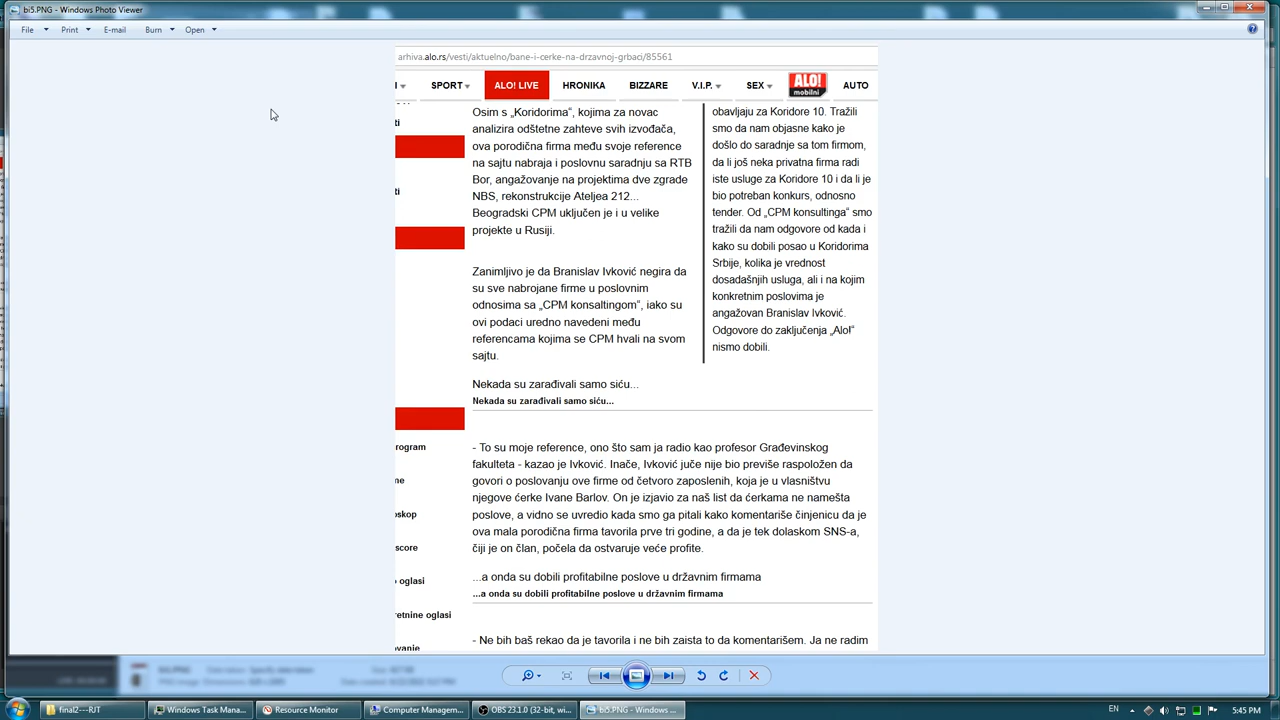 bi5.PNG - Windows Photo Viewer
File Print E-mail Burn Open
arhiva.alo.rs/vesti/aktuelno/bane-i-cerke-na-drzavnoj-grbaci/85561
SPORT ALO! LIVE HRONIKA BIZZARE V.I.P. SEX ALO! mobilni AUTO
ti
ti
rogram
me
oskop
score
o oglasi
retnine oglasi
ovanje
Osim s „Koridorima“, kojima za novac
analizira odštetne zahteve svih izvođača,
ova porodična firma među svoje reference
na sajtu nabraja i poslovnu saradnju sa RTB
Bor, angažovanje na projektima dve zgrade
NBS, rekonstrukcije Ateljea 212...
Beogradski CPM uključen je i u velike
projekte u Rusiji.
Zanimljivo je da Branislav Ivković negira da
su sve nabrojane firme u poslovnim
odnosima sa „CPM konsaltingom“, iako su
ovi podaci uredno navedeni među
referencama kojima se CPM hvali na svom
sajtu.
obavljaju za Koridore 10. Tražili
smo da nam objasne kako je
došlo do saradnje sa tom firmom,
da li još neka privatna firma radi
iste usluge za Koridore 10 i da li je
bio potreban konkurs, odnosno
tender. Od „CPM konsultinga“ smo
tražili da nam odgovore od kada i
kako su dobili posao u Koridorima
Srbije, kolika je vrednost
dosadašnjih usluga, ali i na kojim
konkretnim poslovima je
angažovan Branislav Ivković.
Odgovore do zaključenja „Alo!“
nismo dobili.
Nekada su zarađivali samo siću...
Nekada su zarađivali samo siću...
- To su moje reference, ono što sam ja radio kao profesor Građevinskog
fakulteta - kazao je Ivković. Inače, Ivković juče nije bio previše raspoložen da
govori o poslovanju ove firme od četvoro zaposlenih, koja je u vlasništvu
njegove ćerke Ivane Barlov. On je izjavio za naš list da ćerkama ne namešta
poslove, a vidno se uvredio kada smo ga pitali kako komentariše činjenicu da je
ova mala porodična firma tavorila prve tri godine, a da je tek dolaskom SNS-a,
čiji je on član, počela da ostvaruje veće profite.
...a onda su dobili profitabilne poslove u državnim firmama
...a onda su dobili profitabilne poslove u državnim firmama
- Ne bih baš rekao da je tavorila i ne bih zaista to da komentarišem. Ja ne radim
final2---RJT Windows Task Mana... Resource Monitor Computer Managem... OBS 23.1.0 (32-bit, wi... bi5.PNG - Windows ... EN 5:45 PM